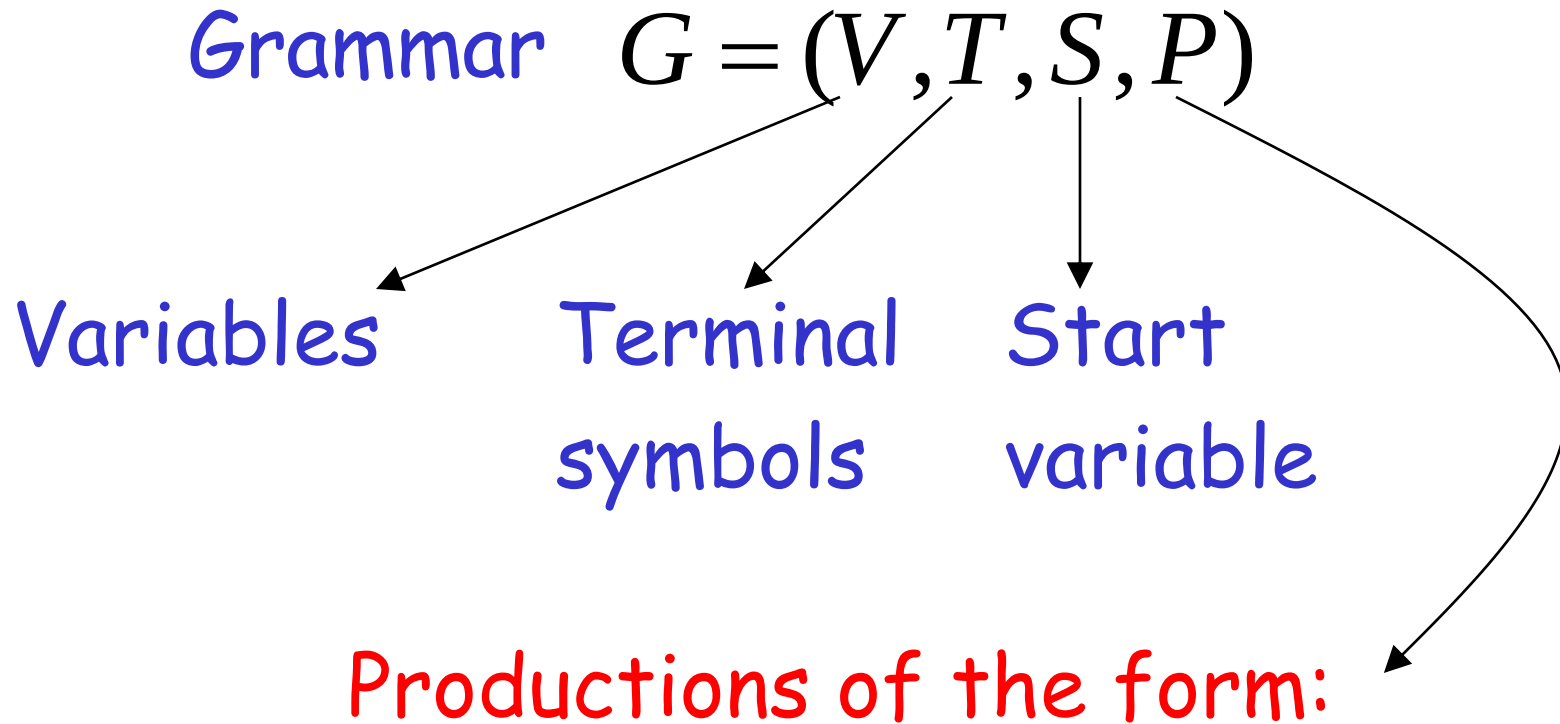 Grammar G = (V , T , S , P)
Variables Terminal Start
symbols variable
Productions of the form: